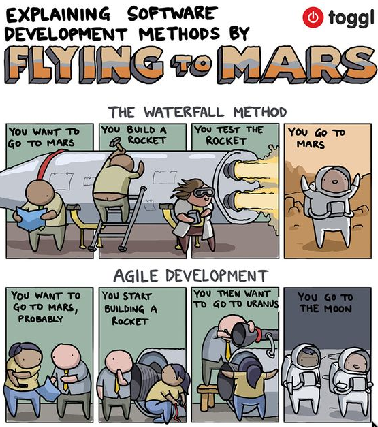 EXPLAINING SOFTWARE
DEVELOPMENT METHODS BY
toggl
FLYING TO MARS
THE WATERFALL METHOD
YOU WANT TO
GO TO MARS
YOU BUILD A
ROCKET
YOU TEST THE
ROCKET
YOU GO TO
MARS
AGILE DEVELOPMENT
YOU WANT TO
GO TO MARS,
PROBABLY
YOU START
BUILDING A
ROCKET
YOU THEN WANT
TO GO TO URANUS
YOU GO TO
THE MOON